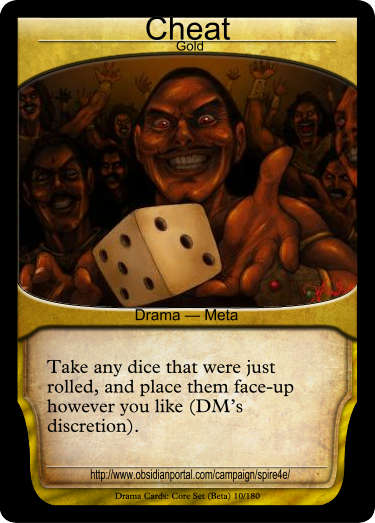 Cheat
Gold
Drama — Meta
Take any dice that were just
rolled, and place them face-up
however you like (DM's
discretion).
http://www.obsidianportal.com/campaign/spire4e/
Drama Cards: Core Set (Beta) 10/180